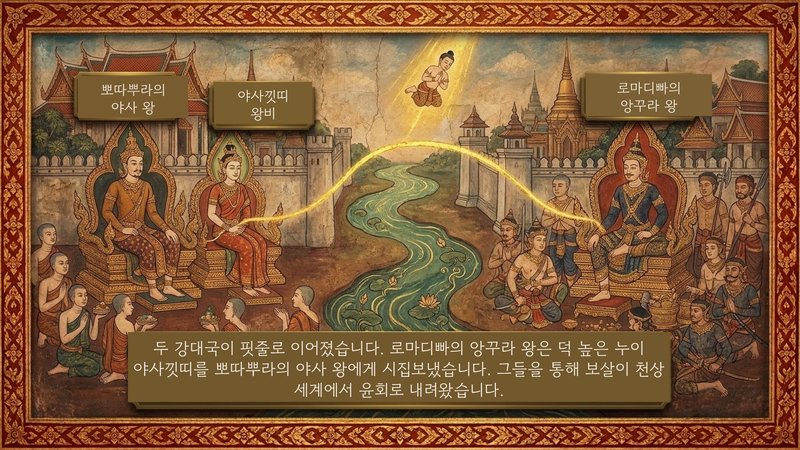 뽀따뿌라의
야사 왕
야사낏띠
왕비
로마디빠의
앙꾸라 왕
두 강대국이 핏줄로 이어졌습니다. 로마디빠의 앙꾸라 왕은 덕 높은 누이
야사낏띠를 뽀따뿌라의 야사 왕에게 시집보냈습니다. 그들을 통해 보살이 천상
세계에서 윤회로 내려왔습니다.